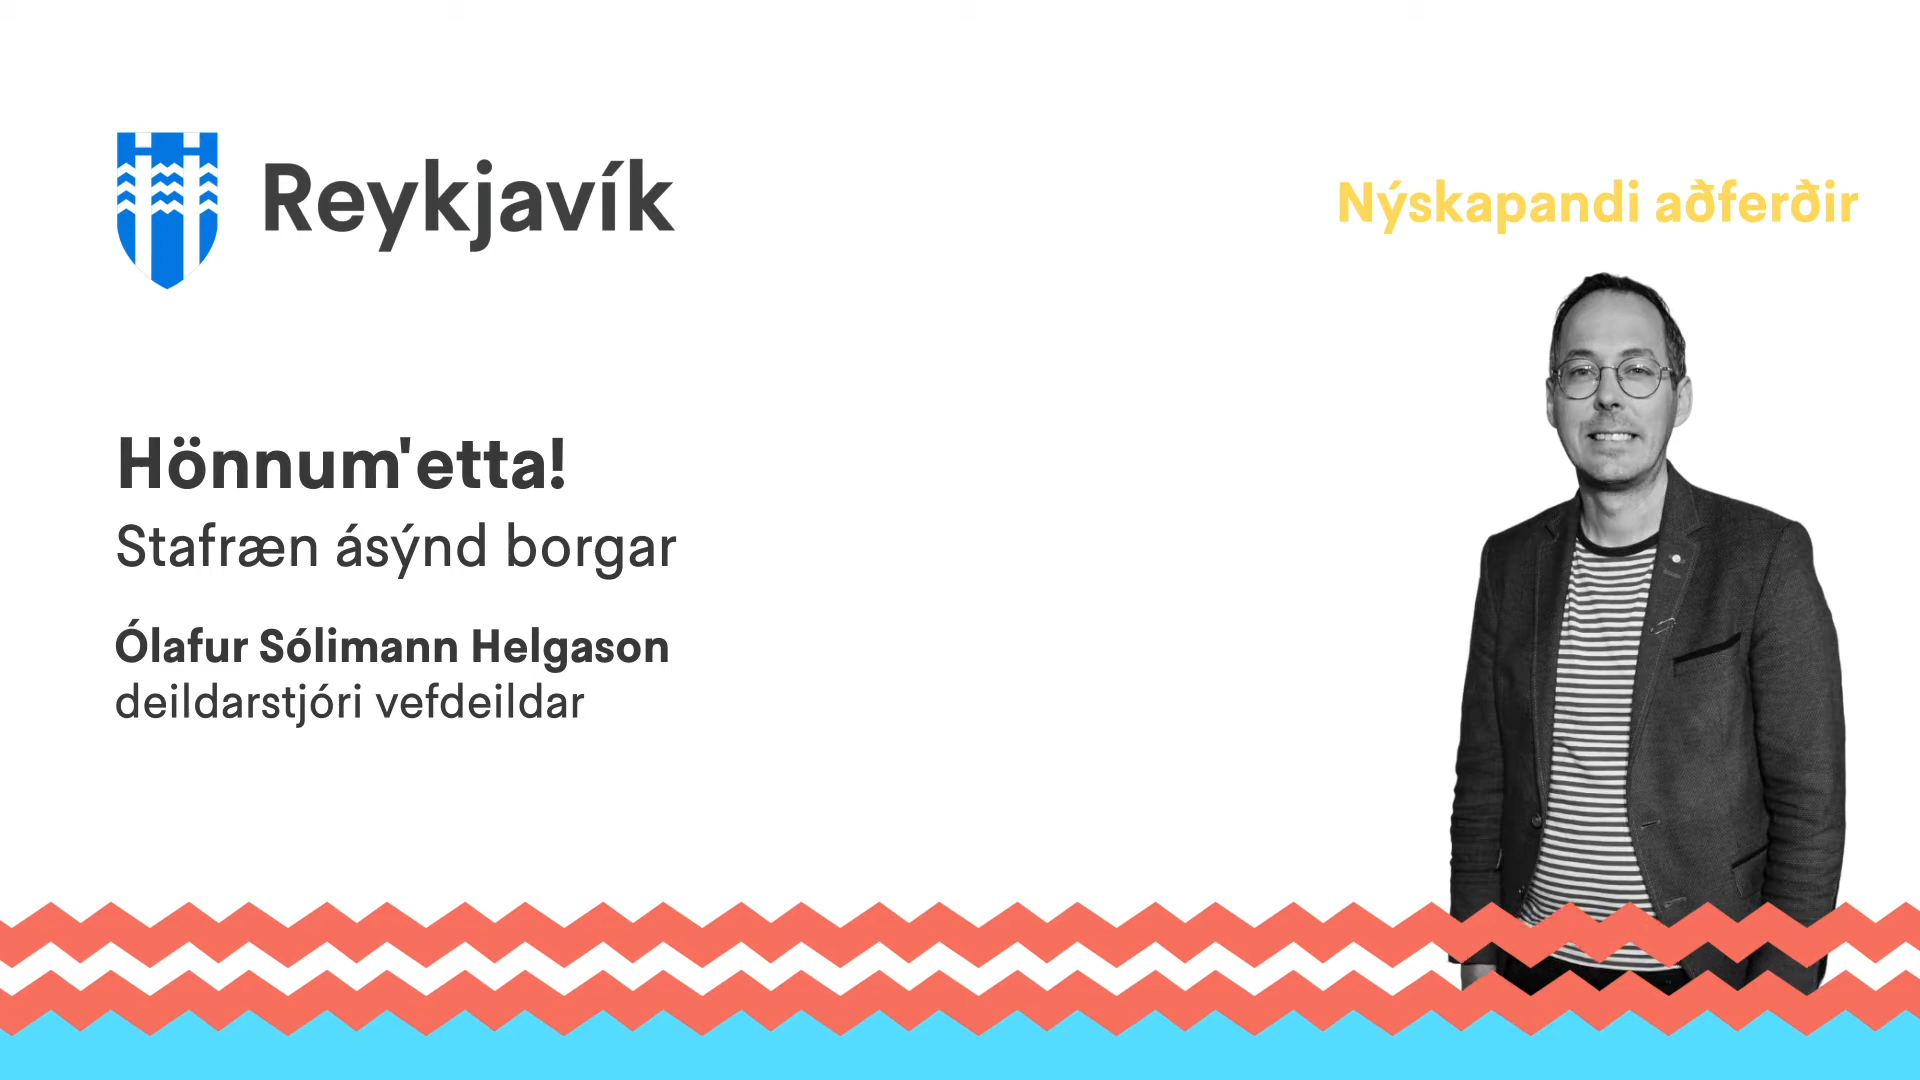 Reykjavík
Nýskapandi aðferðir
Hönnum'etta!
Stafræn ásýnd borgar
Ólafur Sólimann Helgason
deildarstjóri vefdeildar